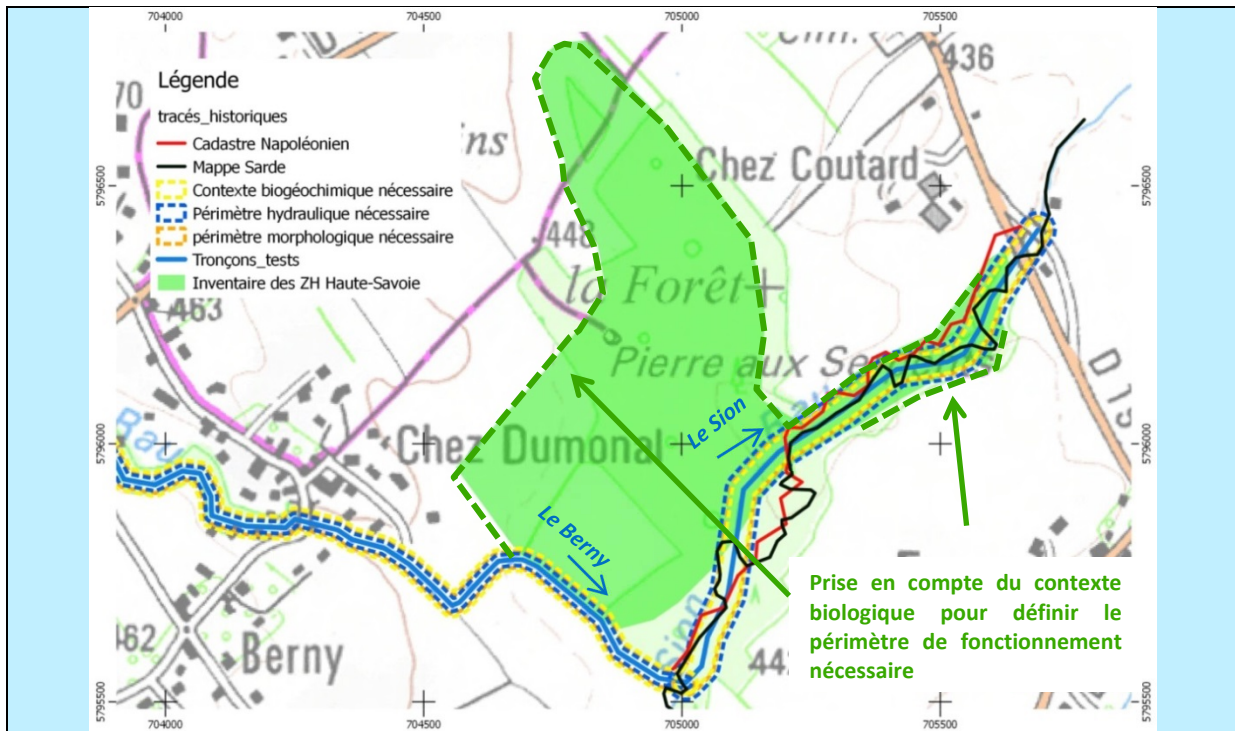 704000
704500
705000
705500
436
Légende
tracés_historiques
Cadastre Napoléonien
Mappe Sarde
Contexte biogéochimique nécessaire
Périmètre hydraulique nécessaire
périmètre morphologique nécessaire
Tronçons_tests
Inventaire des ZH Haute-Savoie
70
ins
Chez Coutard
5796500
5796500
448
la Forêt
463
Pierre aux
D
Le Sion
5796000
5796000
Chez Dumonal
Le Berny
Sion
462
Berny
Prise en compte du contexte
biologique pour définir le
périmètre de fonctionnement
nécessaire
5795500
5795500
704000
704500
705000
705500